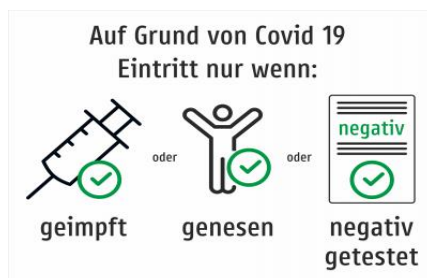 Auf Grund von Covid 19
Eintritt nur wenn:
oder
oder
negativ
geimpft
genesen
negativ
getestet